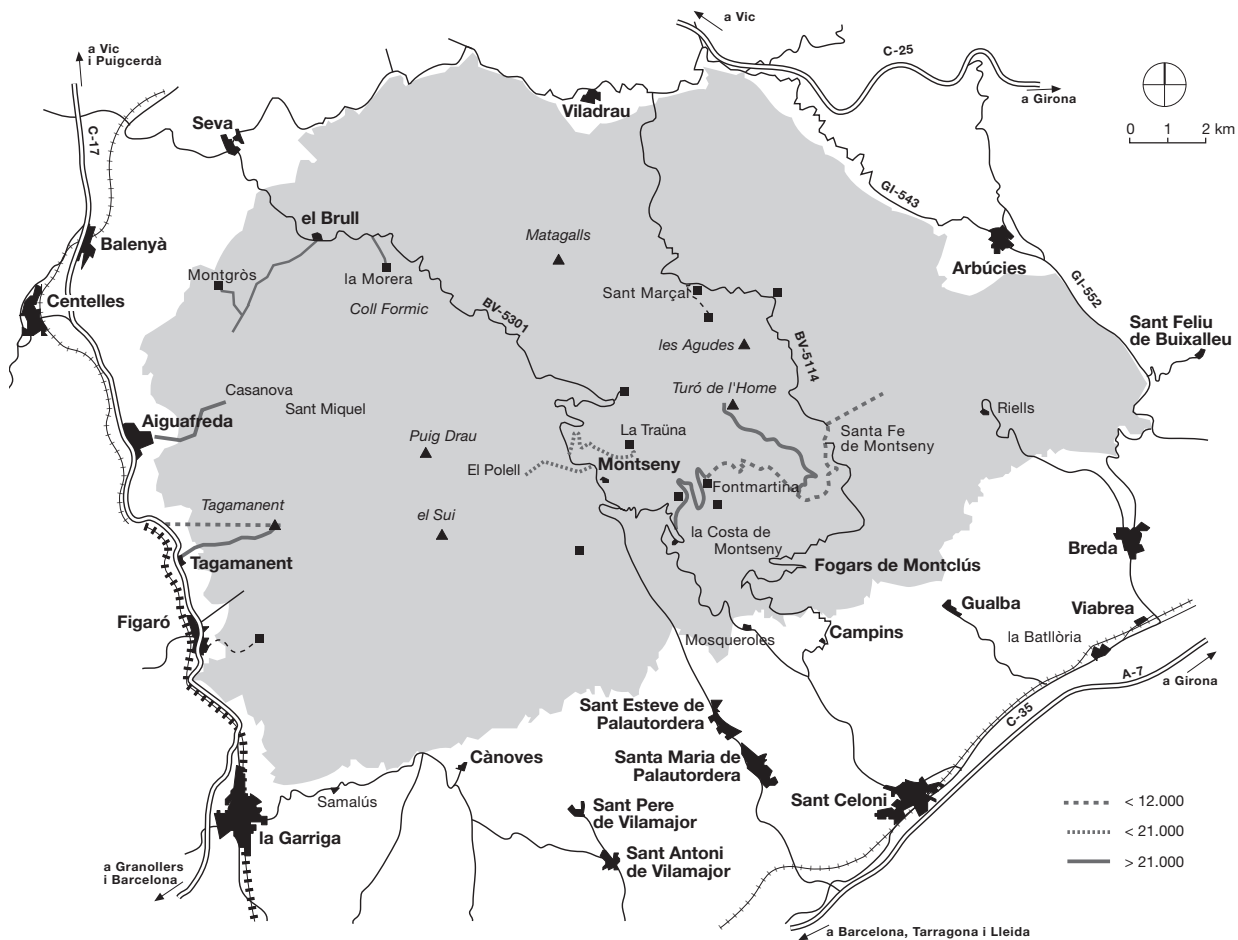 a Vic
a Vic
i Puigcerdà
C-25
a Girona
Viladrau
Seva
C-17
0 1 2 km
GI-543
el Brull
Balenyà
Matagalls
Arbúcies
Montgròs
la Morera
Sant Marçal
GI-552
Centelles
Coll Formic
BV-5301
Sant Feliu
de Buixalleu
les Agudes
BV-5114
Casanova
Turó de l'Home
Sant Miquel
Riells
Aiguafreda
La Traüna
Santa Fe
de Montseny
Puig Drau
El Polell
Montseny
Fontmartina
Tagamanent
el Sui
la Costa de
Montseny
Breda
Tagamanent
Fogars de Montclús
Gualba
Viabrea
Figaró
Mosqueroles
Campins
la Batllòria
A-7
a Girona
Sant Esteve de
Palautordera
C-35
Cànoves
Santa Maria de
Palautordera
Samalús
Sant Celoni
< 12.000
Sant Pere
de Vilamajor
la Garriga
< 21.000
Sant Antoni
de Vilamajor
> 21.000
a Granollers
i Barcelona
a Barcelona, Tarragona i Lleida